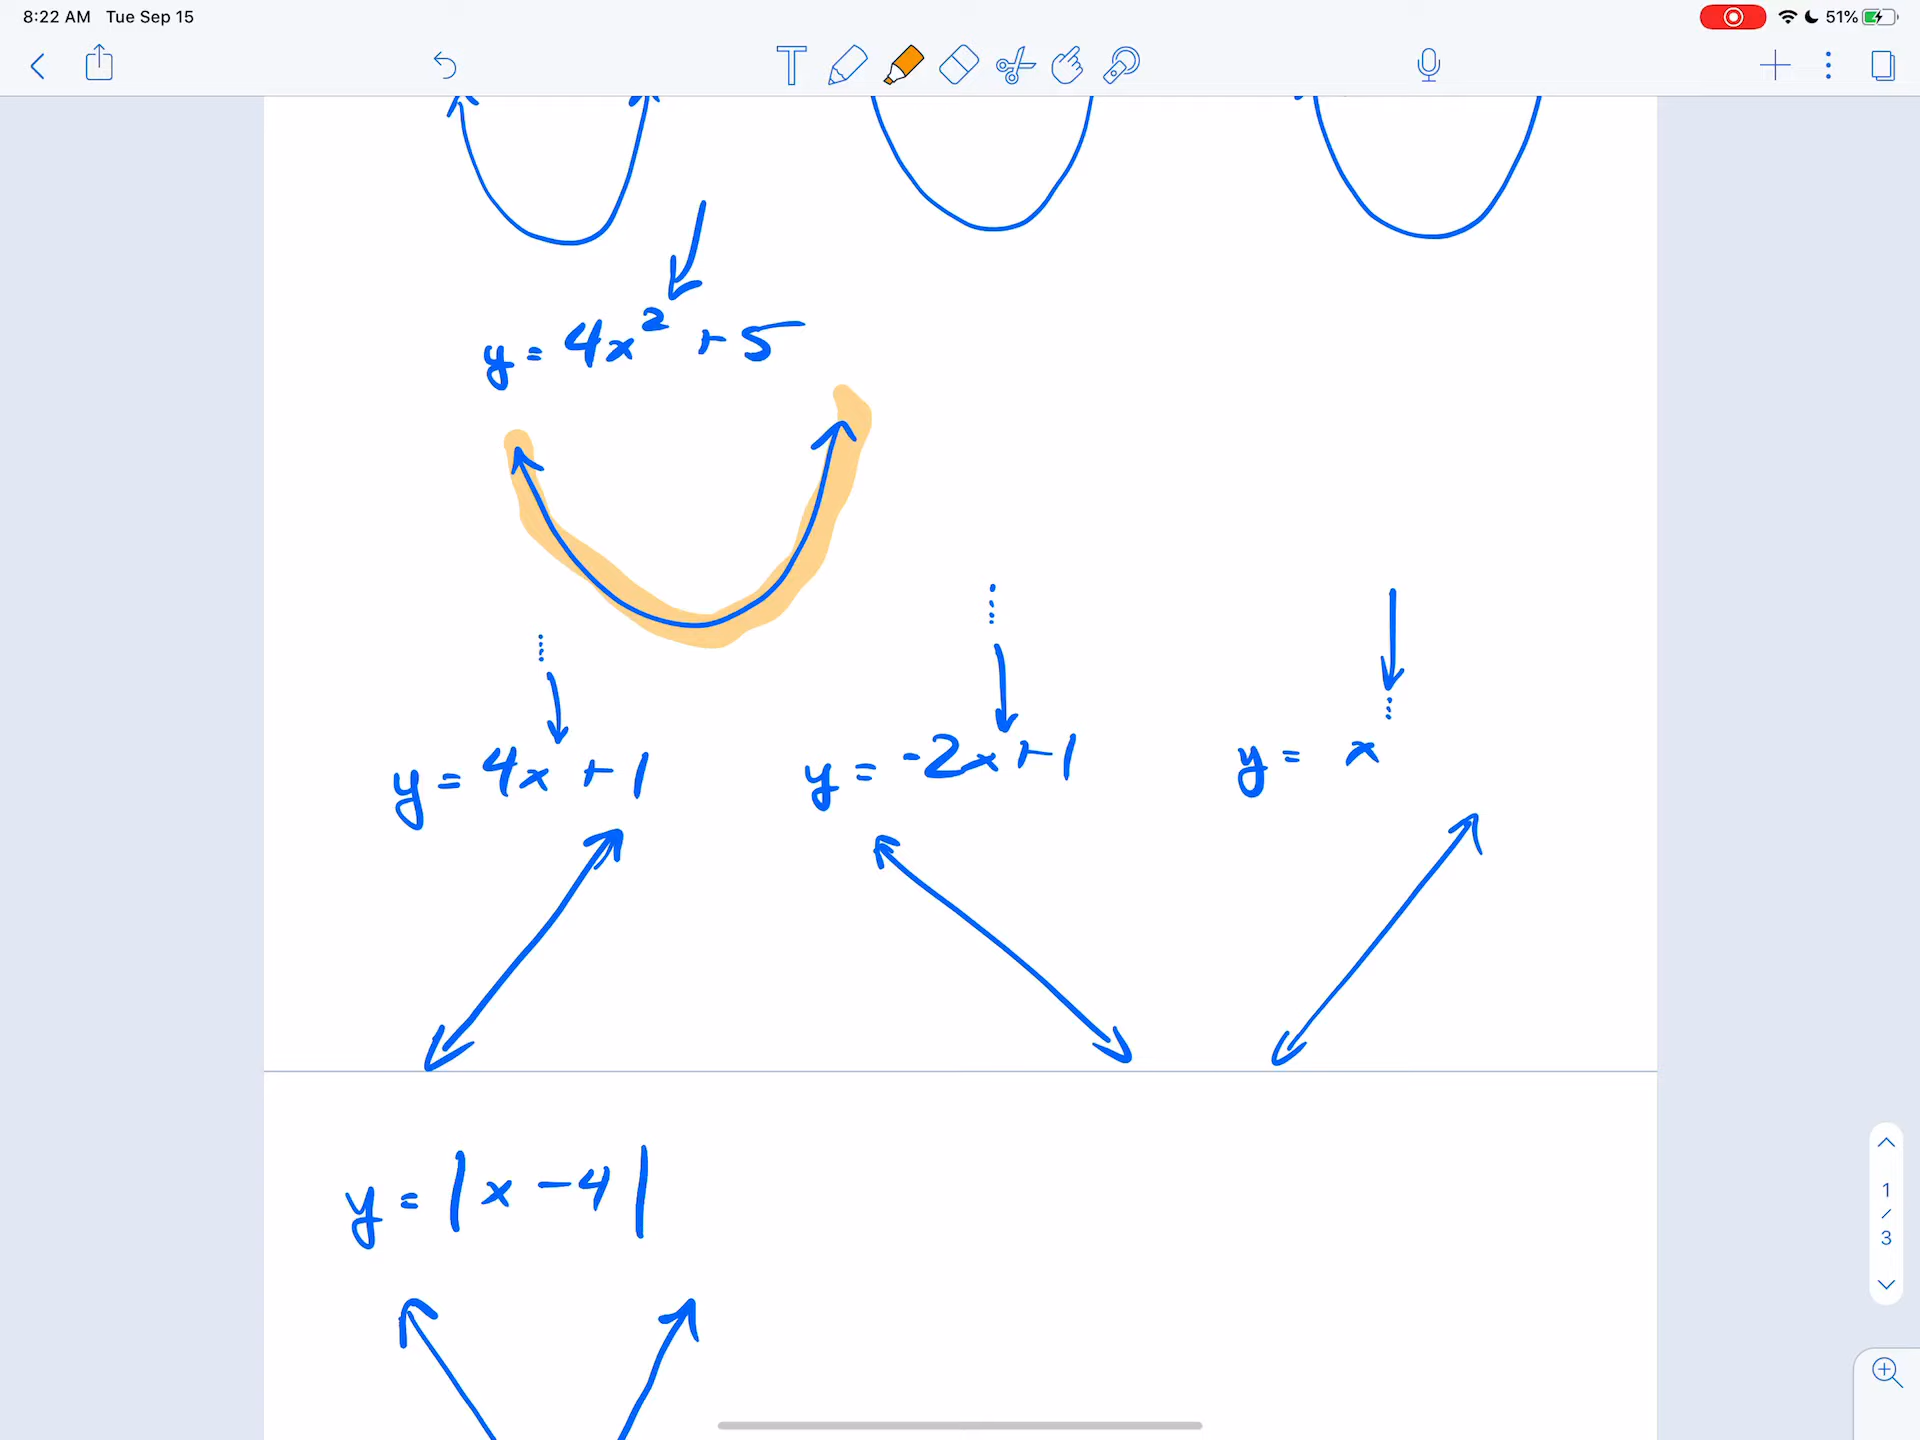 8:22 AM Tue Sep 15
51%
T
y = 4x² + 5
y = 4x + 1
y = -2x + 1
y = x
y = |x - 4|
1
/
3